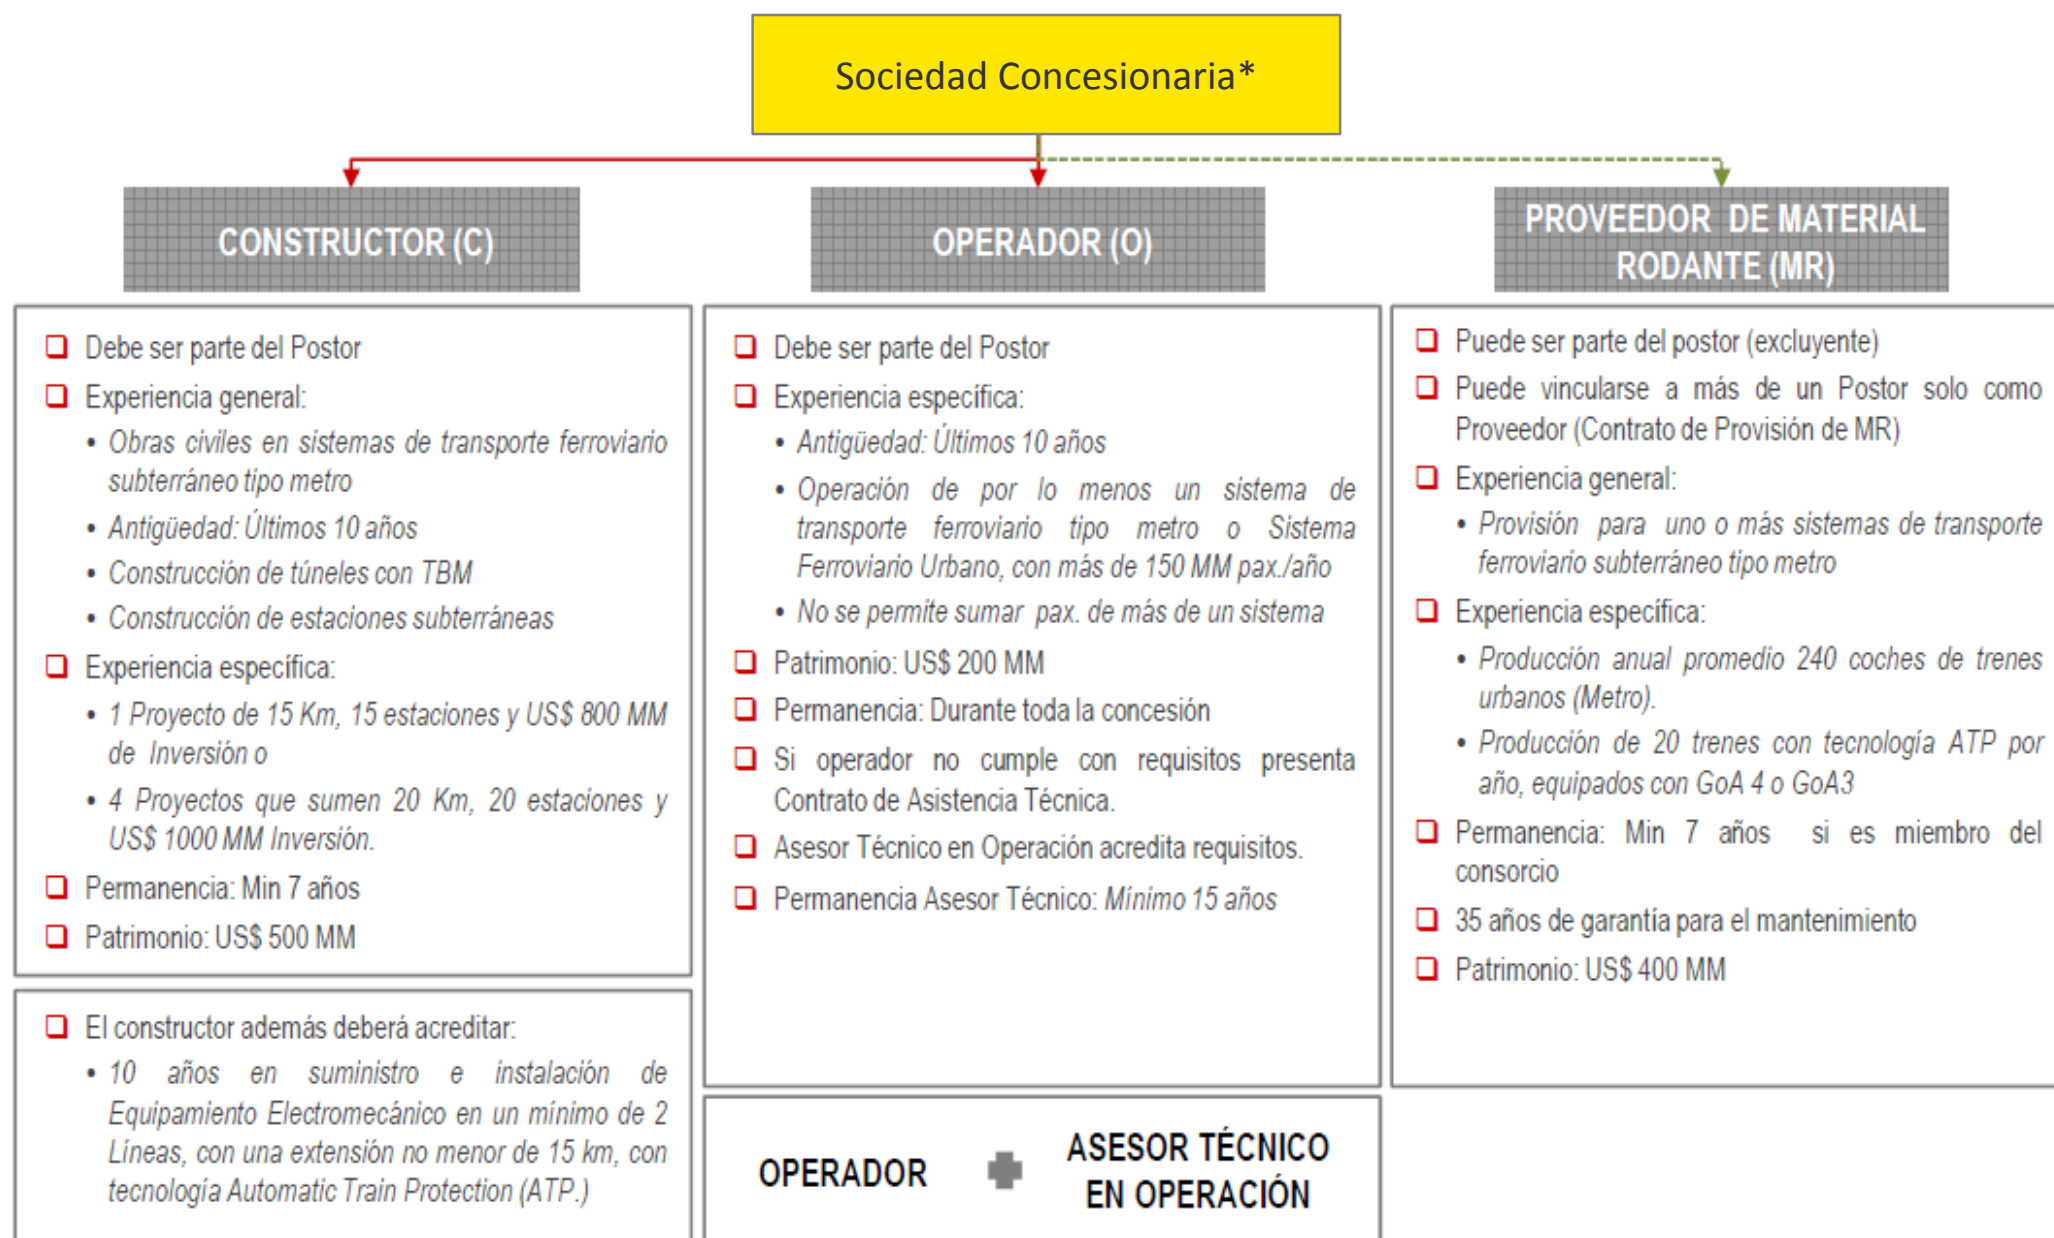 Sociedad Concesionaria*
CONSTRUCTOR (C)
❑ Debe ser parte del Postor
❑ Experiencia general:
• Obras civiles en sistemas de transporte ferroviario
subterráneo tipo metro
• Antigüedad: Últimos 10 años
• Construcción de túneles con TBM
• Construcción de estaciones subterráneas
❑ Experiencia específica:
• 1 Proyecto de 15 Km, 15 estaciones y US$ 800 MM
de Inversión o
• 4 Proyectos que sumen 20 Km, 20 estaciones y
US$ 1000 MM Inversión.
❑ Permanencia: Min 7 años
❑ Patrimonio: US$ 500 MM
❑ El constructor además deberá acreditar:
• 10 años en suministro e instalación de
Equipamiento Electromecánico en un mínimo de 2
Líneas, con una extensión no menor de 15 km, con
tecnología Automatic Train Protection (ATP.)
OPERADOR (O)
❑ Debe ser parte del Postor
❑ Experiencia específica:
• Antigüedad: Últimos 10 años
• Operación de por lo menos un sistema de
transporte ferroviario tipo metro o Sistema
Ferroviario Urbano, con más de 150 MM pax./año
• No se permite sumar pax. de más de un sistema
❑ Patrimonio: US$ 200 MM
❑ Permanencia: Durante toda la concesión
❑ Si operador no cumple con requisitos presenta
Contrato de Asistencia Técnica.
❑ Asesor Técnico en Operación acredita requisitos.
❑ Permanencia Asesor Técnico: Mínimo 15 años
OPERADOR
ASESOR TÉCNICO
EN OPERACIÓN
PROVEEDOR DE MATERIAL
RODANTE (MR)
❑ Puede ser parte del postor (excluyente)
❑ Puede vincularse a más de un Postor solo como
Proveedor (Contrato de Provisión de MR)
❑ Experiencia general:
• Provisión para uno o más sistemas de transporte
ferroviario subterráneo tipo metro
❑ Experiencia específica:
• Producción anual promedio 240 coches de trenes
urbanos (Metro).
• Producción de 20 trenes con tecnología ATP por
año, equipados con GoA 4 o GoA3
❑ Permanencia: Min 7 años si es miembro del
consorcio
❑ 35 años de garantía para el mantenimiento
❑ Patrimonio: US$ 400 MM